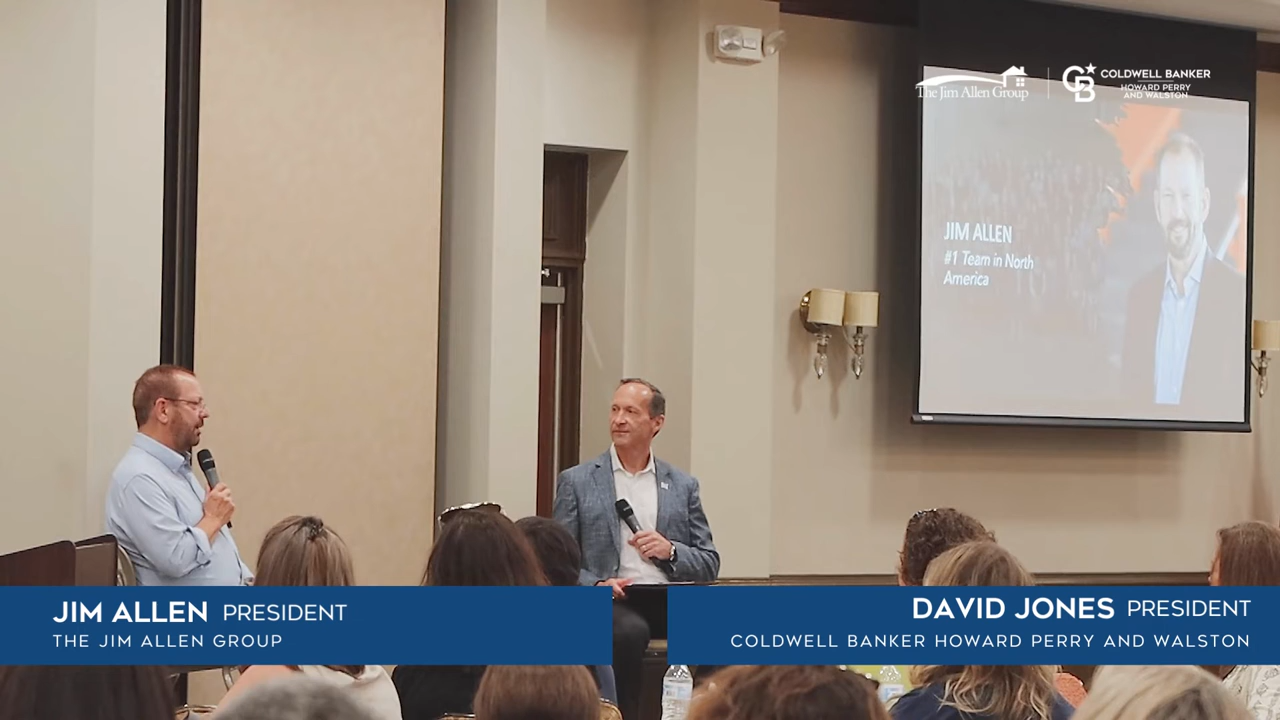 The Jim Allen Group
COLDWELL BANKER
HOWARD PERRY
AND WALSTON
JIM ALLEN
#1 Team in North
America
JIM ALLEN PRESIDENT
THE JIM ALLEN GROUP
DAVID JONES PRESIDENT
COLDWELL BANKER HOWARD PERRY AND WALSTON